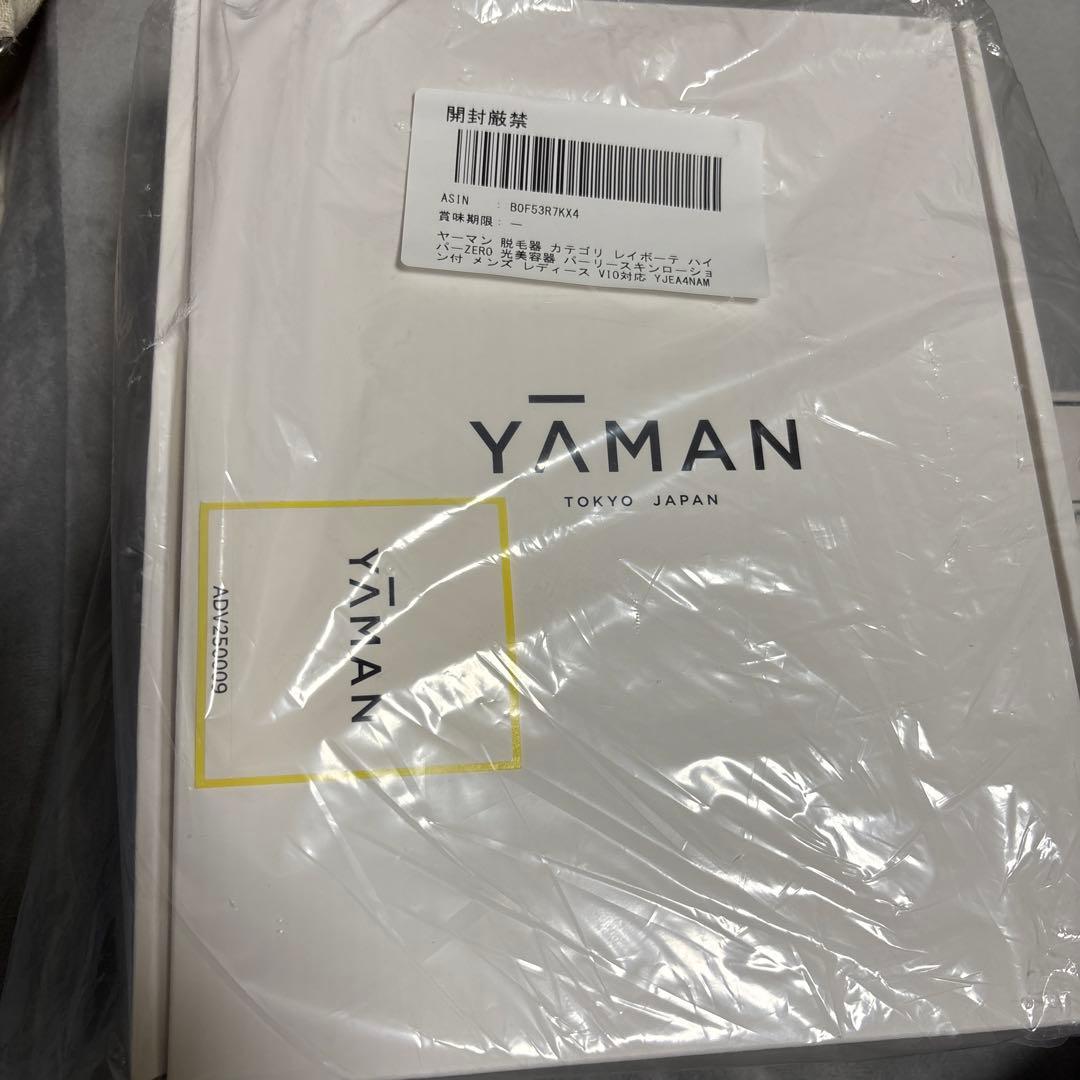 開封厳禁
ASIN : B0F53R7KX4
賞味期限: —
ヤーマン 脱毛器 カテゴリ レイボーテ ハイ
パーZERO 光美容器 パーリースキンローショ
ン付 メンズ レディース VIO対応 YJEA4NAM
YAMAN
TOKYO JAPAN
YAMAN
ADV250009